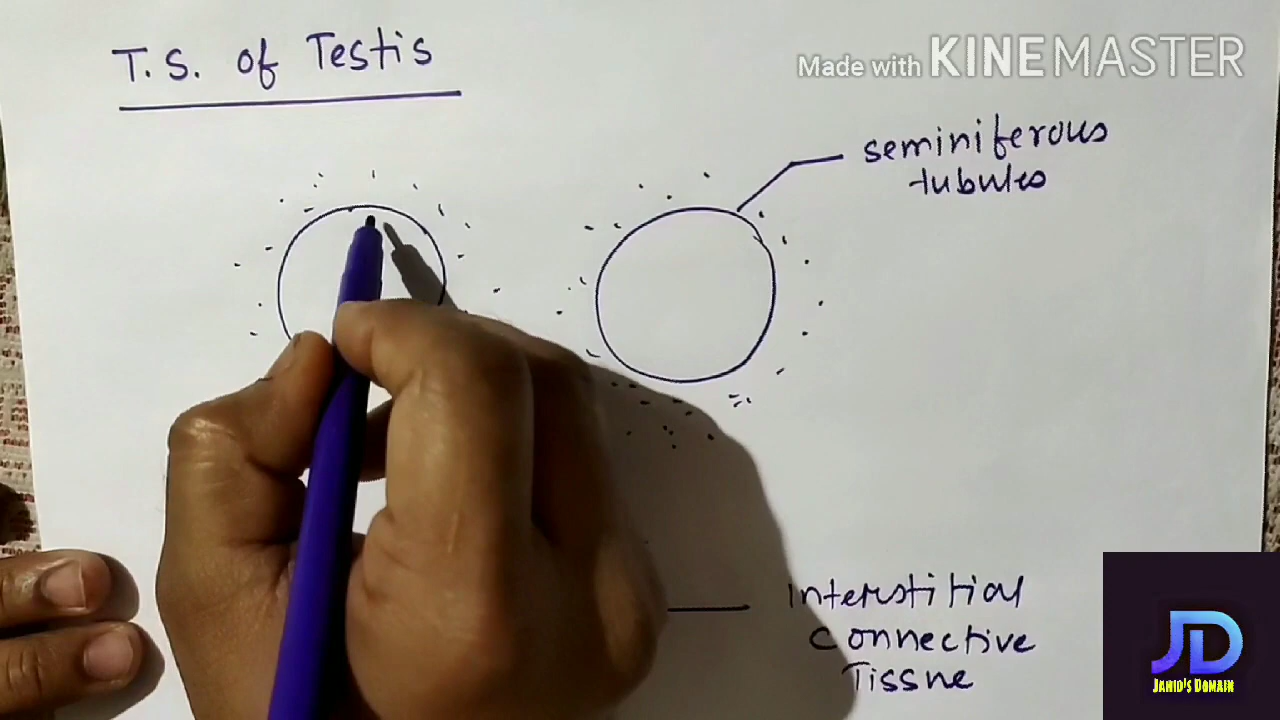 T.S. of Testis
Made with KINEMASTER
seminiferous
tubules
Interstitial
Connective
Tissue
JD
JAHID'S DOMAIN